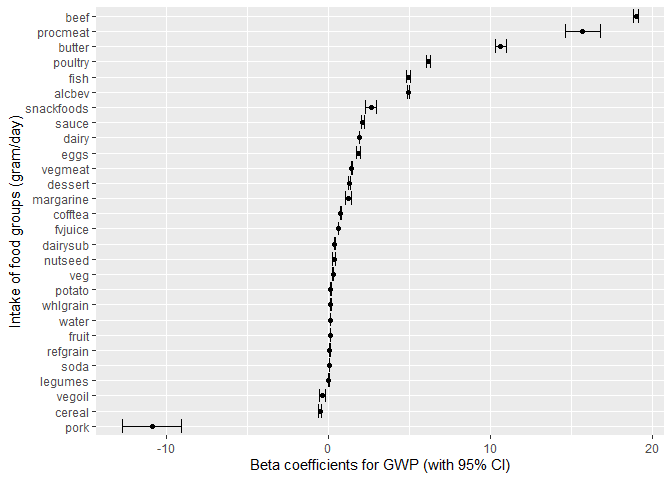 beef
procmeat
butter
poultry
fish
alcbev
snackfoods
sauce
dairy
eggs
vegmeat
dessert
margarine
cofftea
fvjuice
dairysub
nutseed
veg
potato
whlgrain
water
fruit
refgrain
soda
legumes
vegoil
cereal
pork
Intake of food groups (gram/day)
-10 0 10 20
Beta coefficients for GWP (with 95% CI)